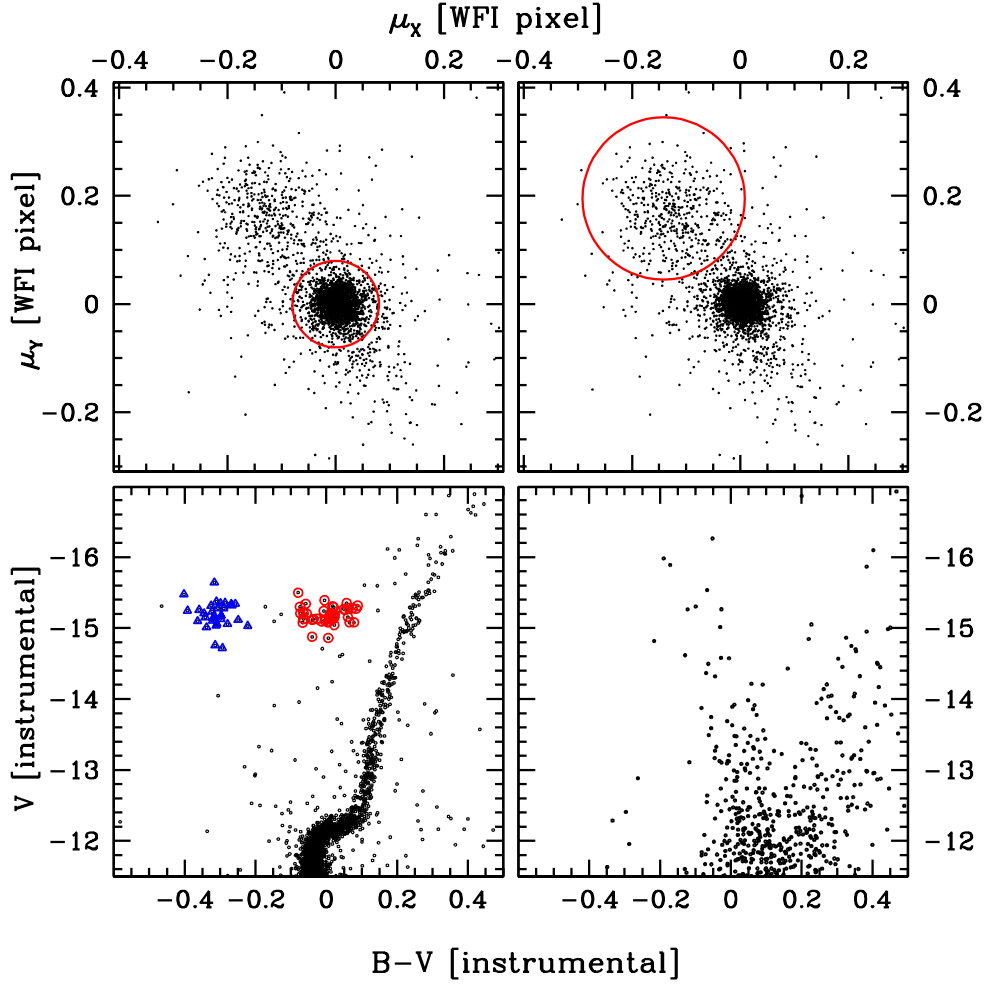 μX [WFI pixel]
-0.4 -0.2 0 0.2 -0.4 -0.2 0 0.2
0.4 0.4
0.2 0.2
0 0
-0.2 -0.2
μY [WFI pixel]
-16 -16
-15 -15
-14 -14
-13 -13
-12 -12
V [instrumental]
-0.4 -0.2 0 0.2 0.4 -0.4 -0.2 0 0.2 0.4
B-V [instrumental]